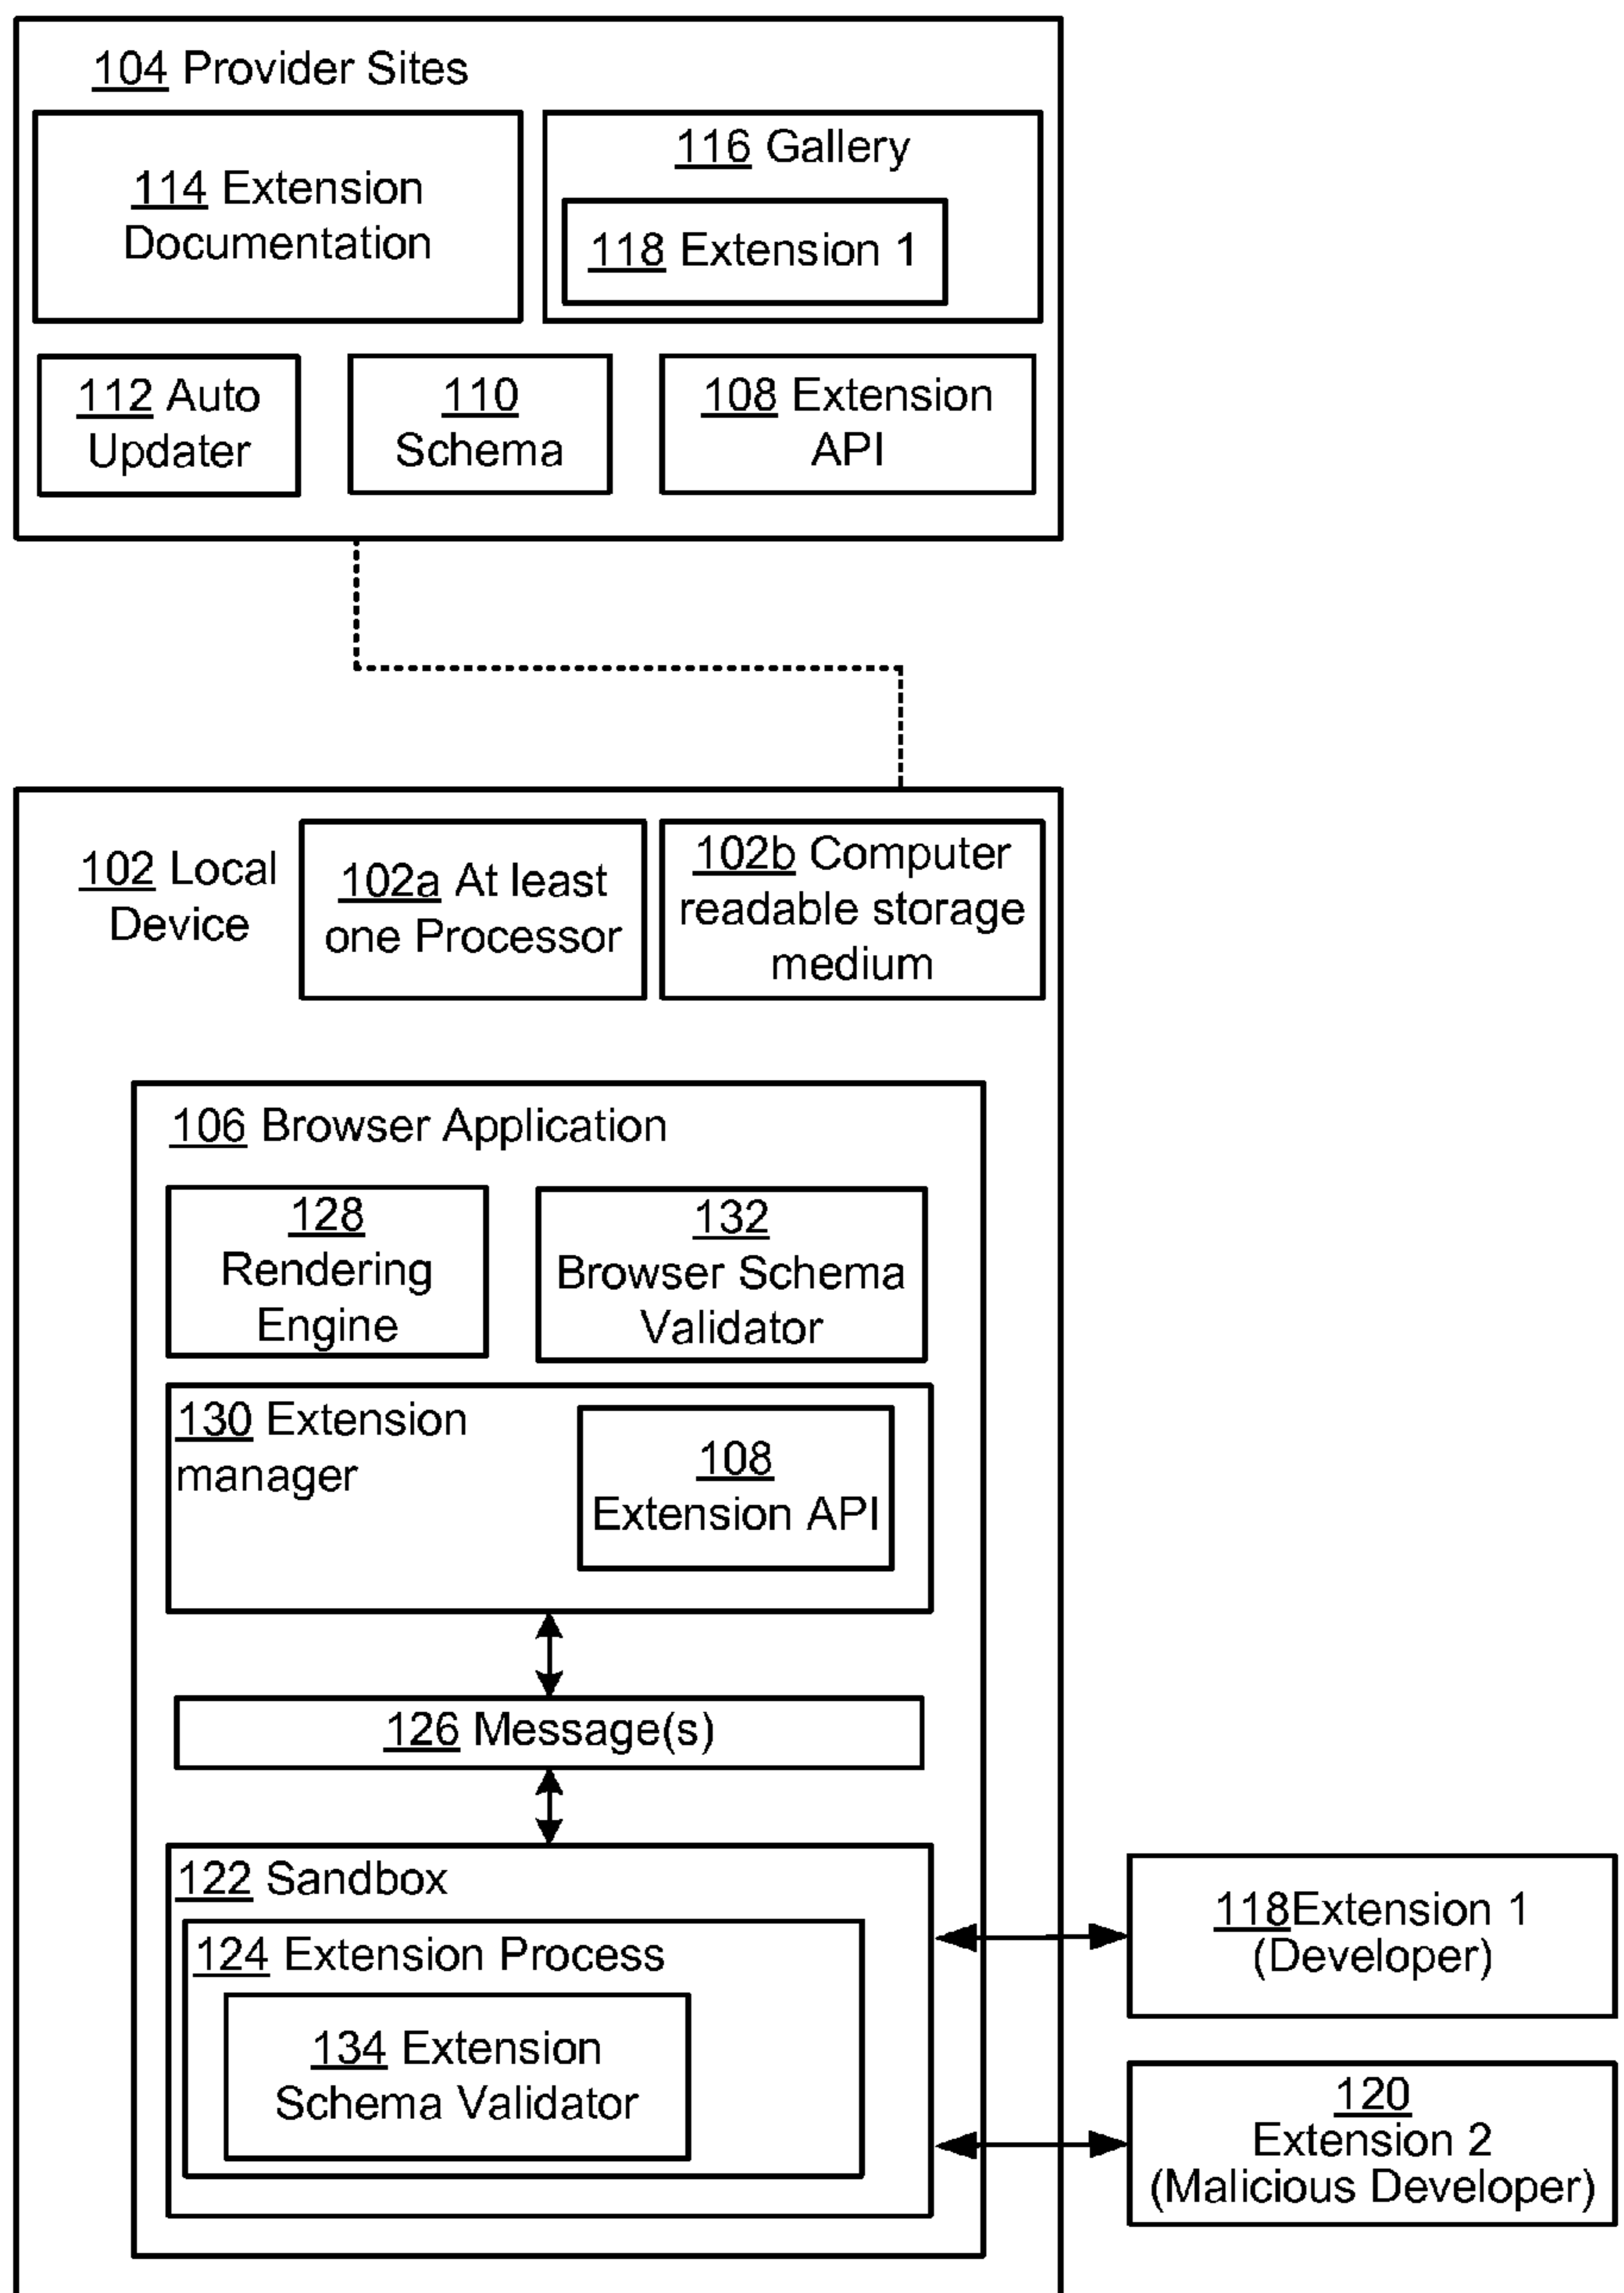 104 Provider Sites
114 Extension
Documentation
116 Gallery
118 Extension 1
112 Auto
Updater
110
Schema
108 Extension
API
102 Local
Device
102a At least
one Processor
102b Computer
readable storage
medium
106 Browser Application
128
Rendering
Engine
132
Browser Schema
Validator
130 Extension
manager
108
Extension API
126 Message(s)
122 Sandbox
124 Extension Process
134 Extension
Schema Validator
118Extension 1
(Developer)
120
Extension 2
(Malicious Developer)